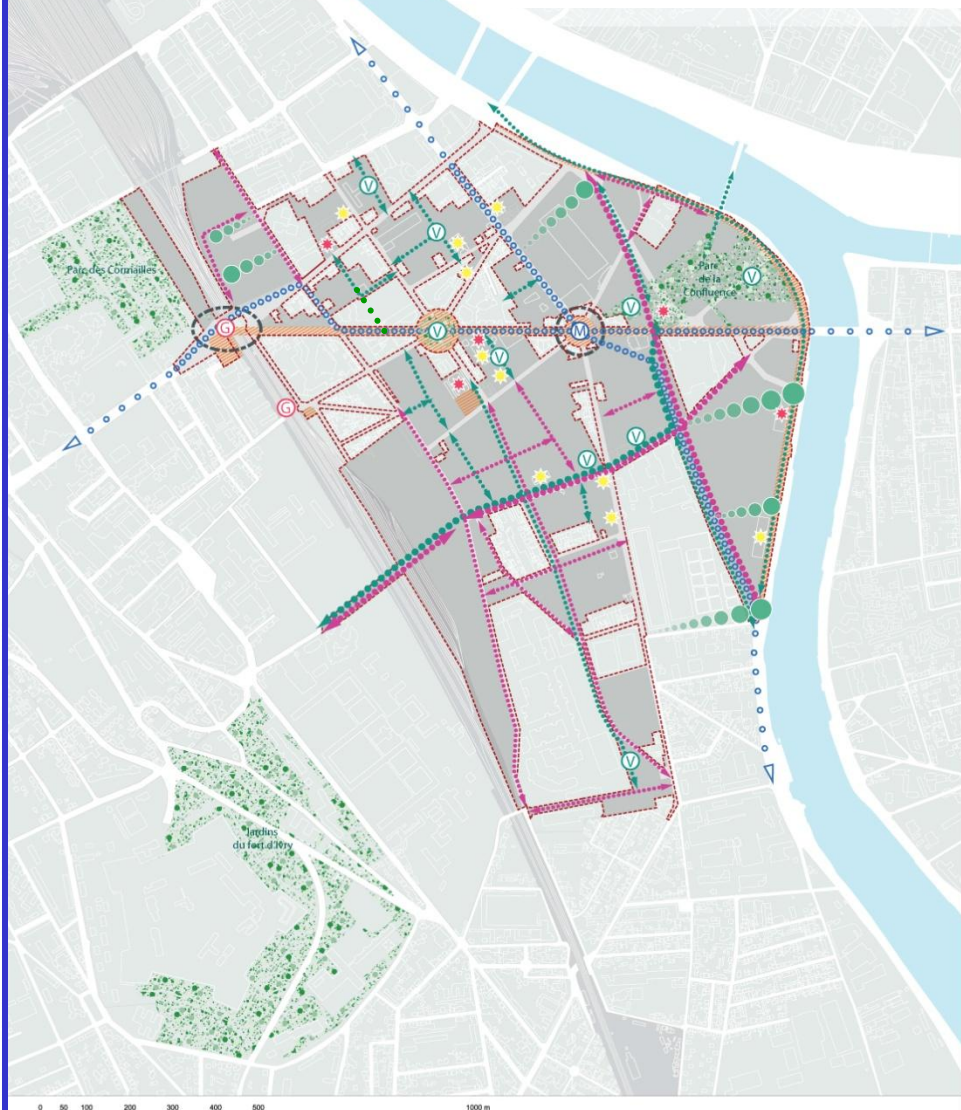 V
V
Parc des Cormailles
Parc
de la
Confluence
V
V
G
V
M
V
G
V
V
V
Jardins
du fort d'Ivry
0 50 100 200 300 400 500 1000 m